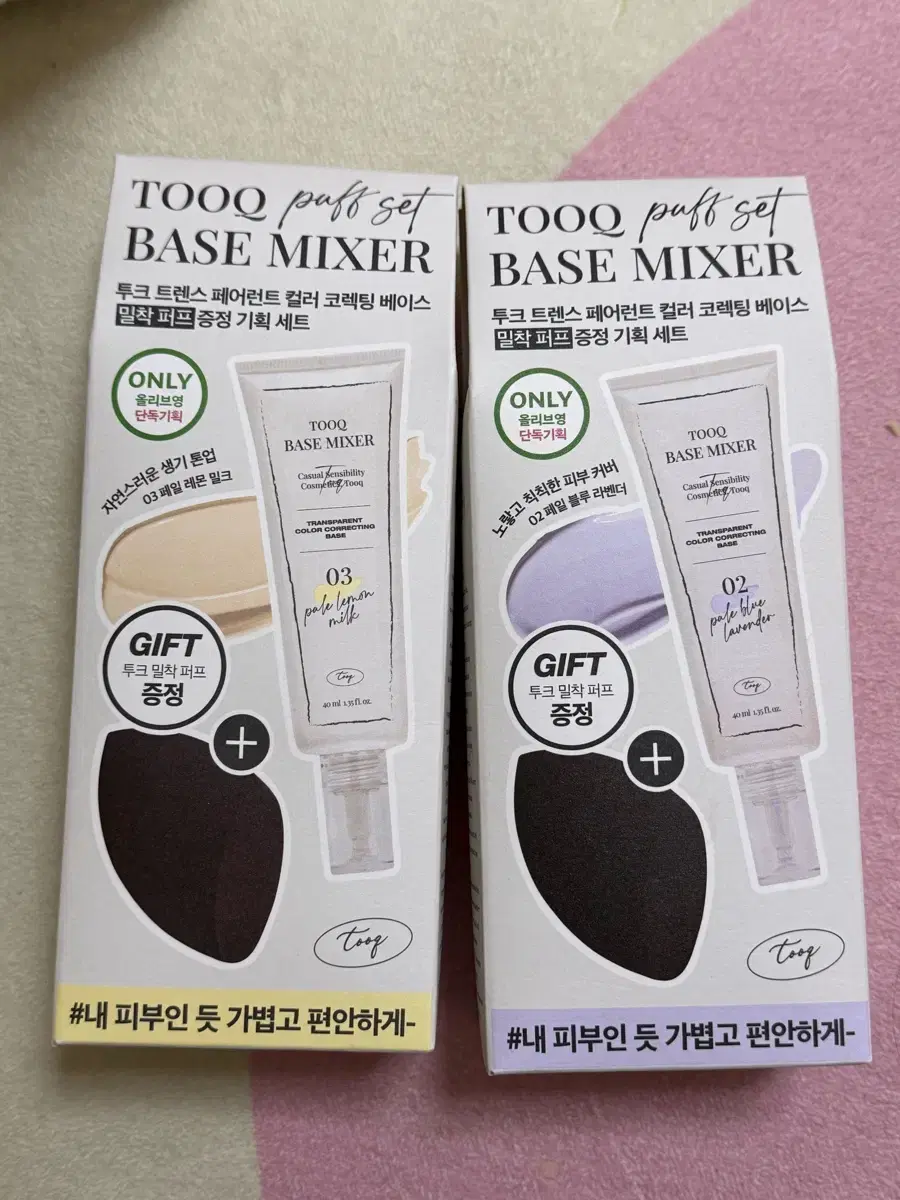 TOOQ puff set
BASE MIXER
투크 트렌스 페어런트 컬러 코렉팅 베이스
밀착 퍼프 증정 기획 세트
ONLY
올리브영
단독기획
자연스러운 생기 톤업
03 페일 레몬 밀크
TOOQ
BASE MIXER
Casual Sensibility
Cosmetics Tooq
TRANSPARENT
COLOR CORRECTING
BASE
03
pale lemon
milk
tooq
40 ml 1.35 fl. oz.
GIFT
투크 밀착 퍼프
증정
+
tooq
#내 피부인 듯 가볍고 편안하게-
TOOQ puff set
BASE MIXER
투크 트렌스 페어런트 컬러 코렉팅 베이스
밀착 퍼프 증정 기획 세트
ONLY
올리브영
단독기획
노랗고 칙칙한 피부 커버
02 페일 블루 라벤더
TOOQ
BASE MIXER
Casual Sensibility
Cosmetics Tooq
TRANSPARENT
COLOR CORRECTING
BASE
02
pale blue
lavender
tooq
40 ml 1.35 fl. oz.
GIFT
투크 밀착 퍼프
증정
+
tooq
#내 피부인 듯 가볍고 편안하게-